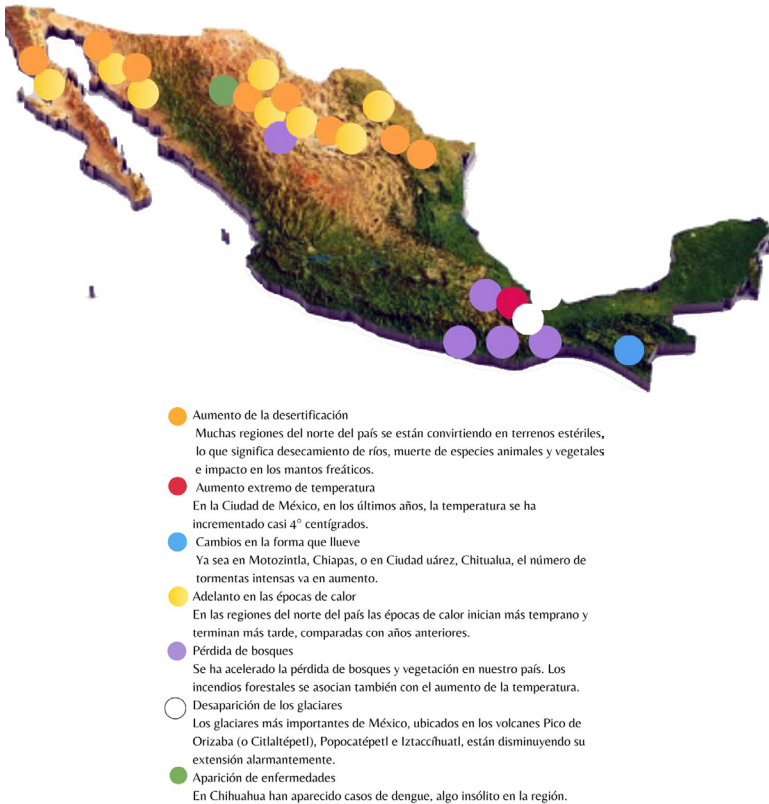 Aumento de la desertificación
Muchas regiones del norte del país se están convirtiendo en terrenos estériles,
lo que significa desecamiento de ríos, muerte de especies animales y vegetales
e impacto en los mantos freáticos.
Aumento extremo de temperatura
En la Ciudad de México, en los últimos años, la temperatura se ha
incrementado casi 4° centígrados.
Cambios en la forma que llueve
Ya sea en Motozintla, Chiapas, o en Ciudad uárez, Chitualua, el número de
tormentas intensas va en aumento.
Adelanto en las épocas de calor
En las regiones del norte del país las épocas de calor inician más temprano y
terminan más tarde, comparadas con años anteriores.
Pérdida de bosques
Se ha acelerado la pérdida de bosques y vegetación en nuestro país. Los
incendios forestales se asocian también con el aumento de la temperatura.
Desaparición de los glaciares
Los glaciares más importantes de México, ubicados en los volcanes Pico de
Orizaba (o Citlaltépetl), Popocatépetl e Iztaccíhuatl, están disminuyendo su
extensión alarmantemente.
Aparición de enfermedades
En Chihuahua han aparecido casos de dengue, algo insólito en la región.